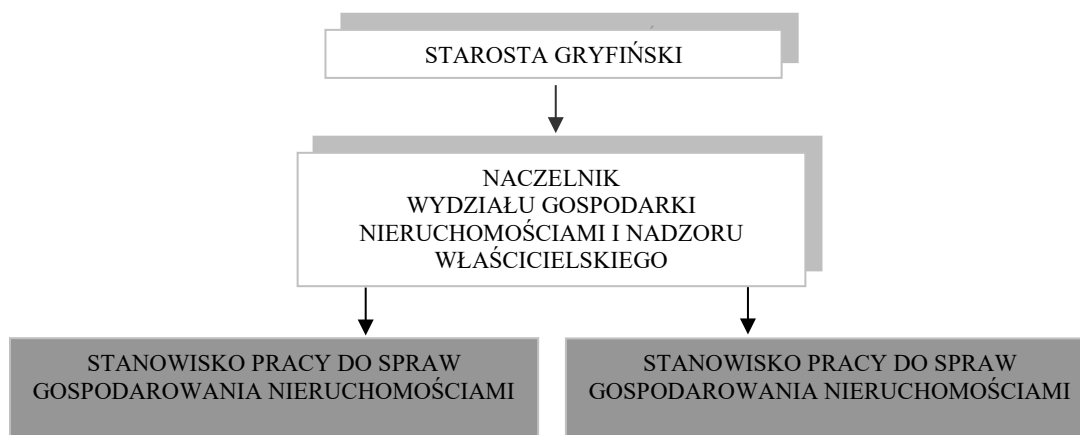 STAROSTA GRYFIŃSKI
NACZELNIK
WYDZIAŁU GOSPODARKI
NIERUCHOMOŚCIAMI I NADZORU
WŁAŚCICIELSKIEGO
STANOWISKO PRACY DO SPRAW
GOSPODAROWANIA NIERUCHOMOŚCIAMI
STANOWISKO PRACY DO SPRAW
GOSPODAROWANIA NIERUCHOMOŚCIAMI